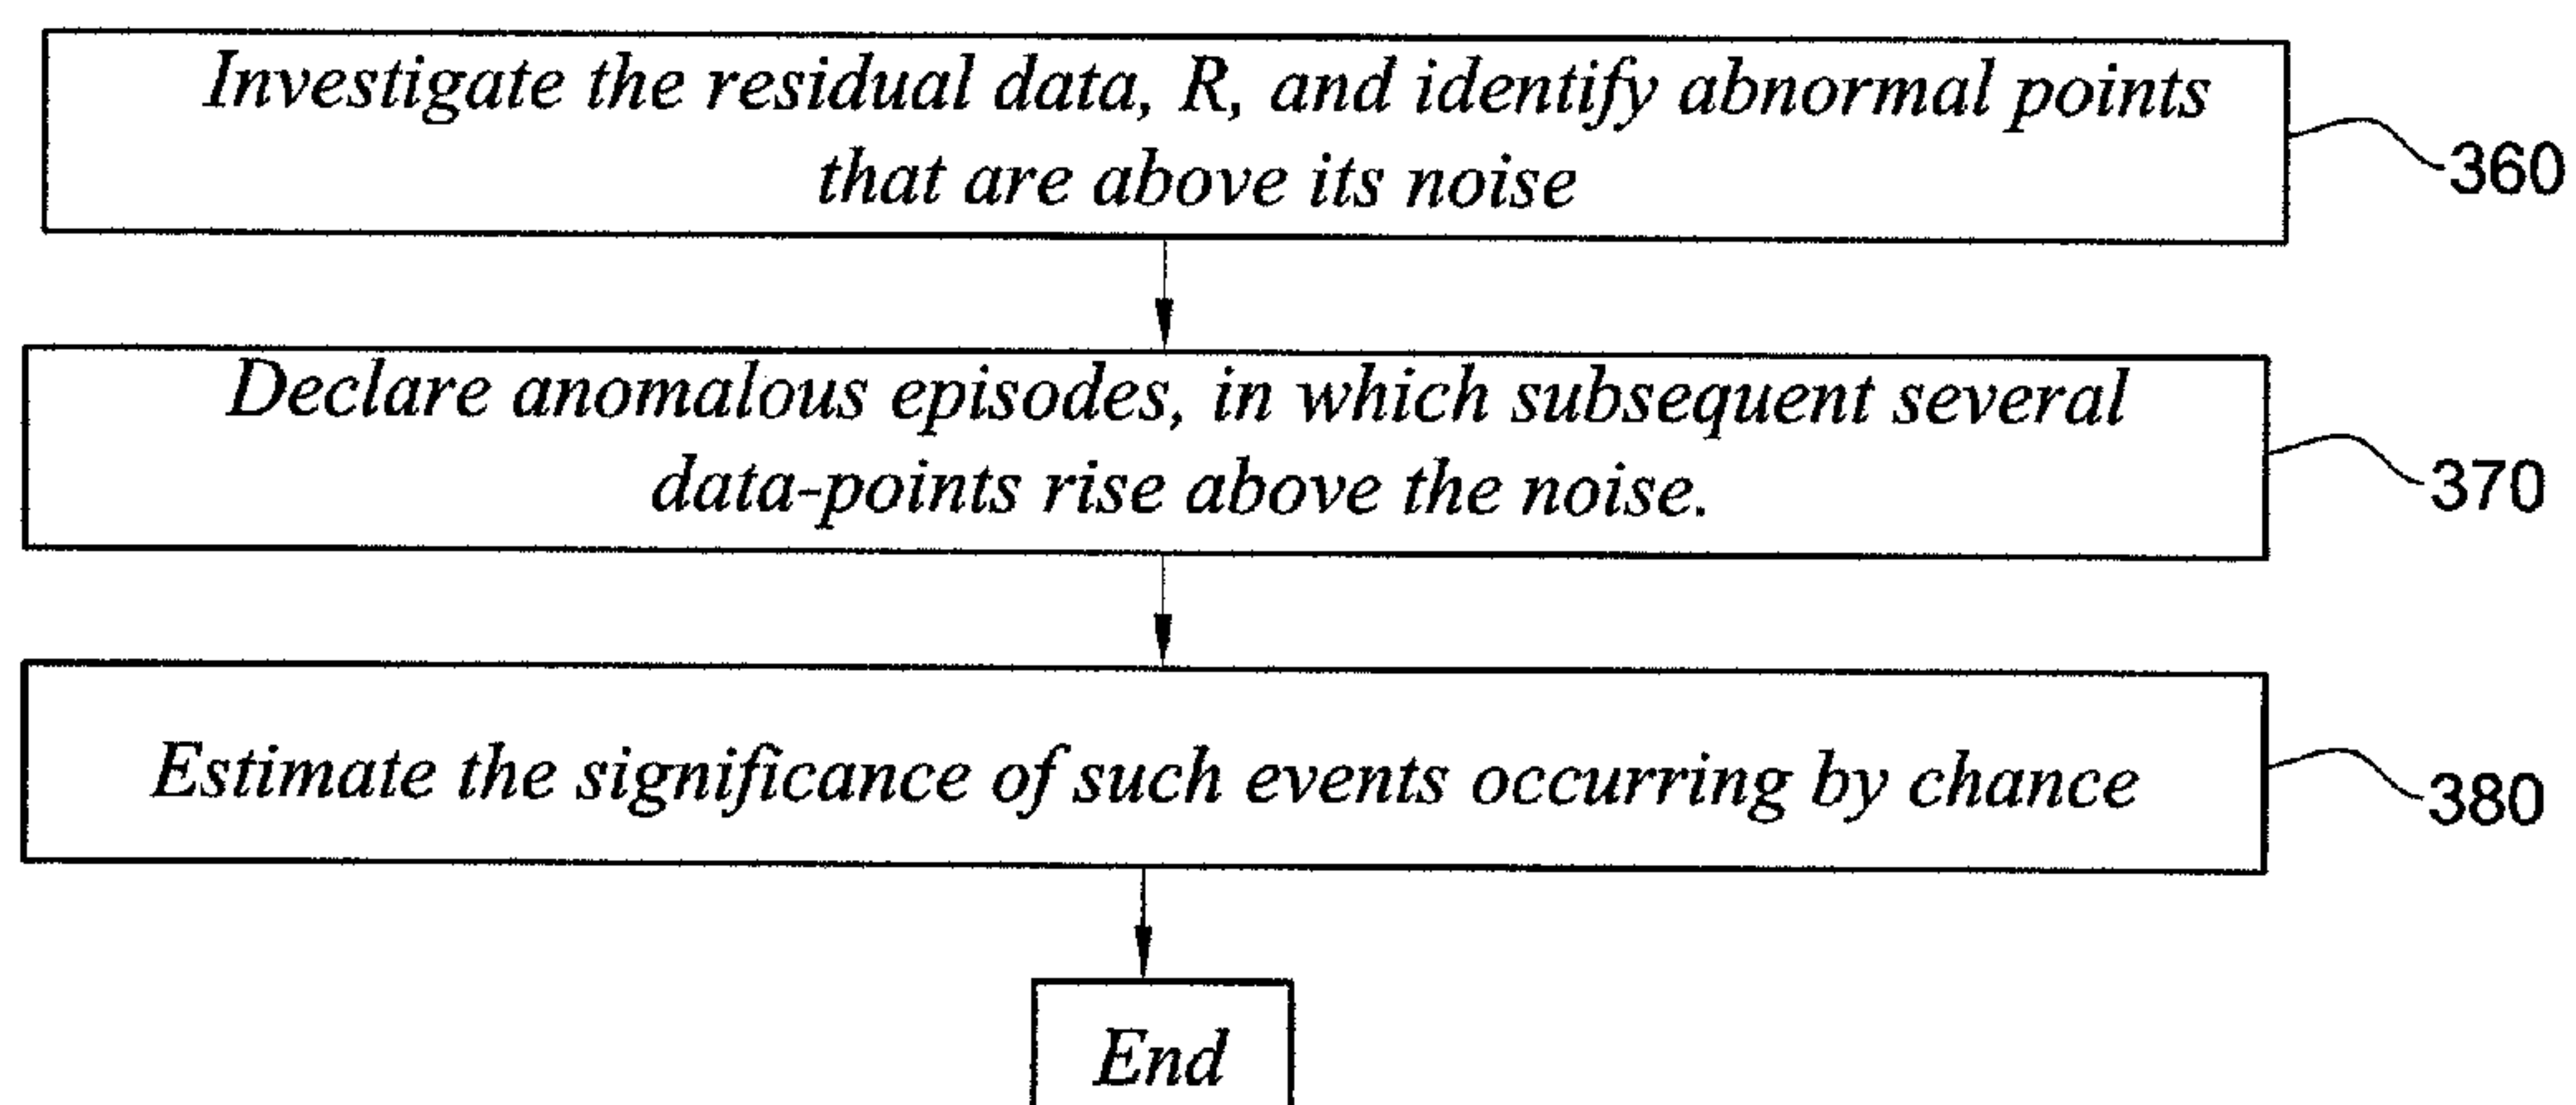 Investigate the residual data, R, and identify abnormal points
that are above its noise
360
Declare anomalous episodes, in which subsequent several
data-points rise above the noise.
370
Estimate the significance of such events occurring by chance
380
End